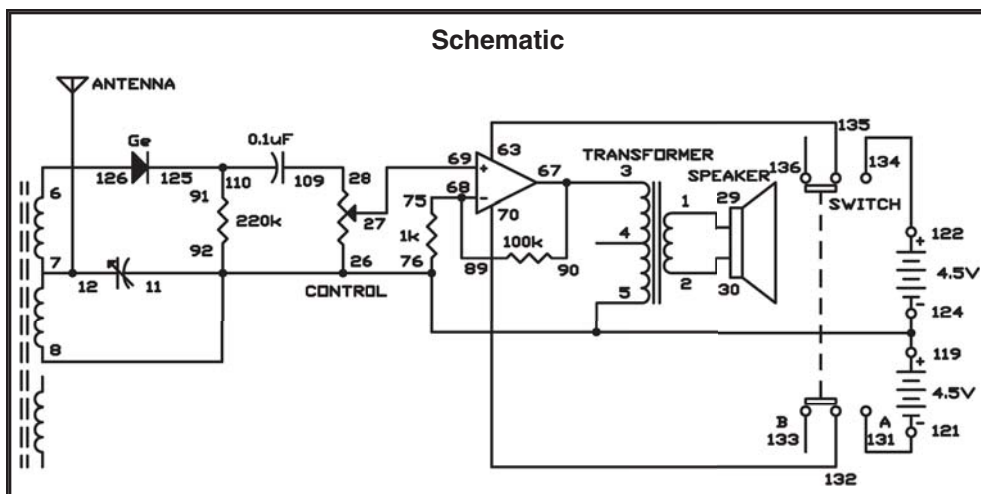 Schematic
ANTENNA
Ge
0.1uF
135
63
69
67
TRANSFORMER
136
134
126
125
110
109
28
3
SPEAKER
6
91
68
1
29
SWITCH
75
27
220k
122
1k
100k
4
+
92
4.5V
7
76
89
90
26
2
12
11
CONTROL
5
30
-
124
70
8
119
+
4.5V
B
A
-
121
133
131
132